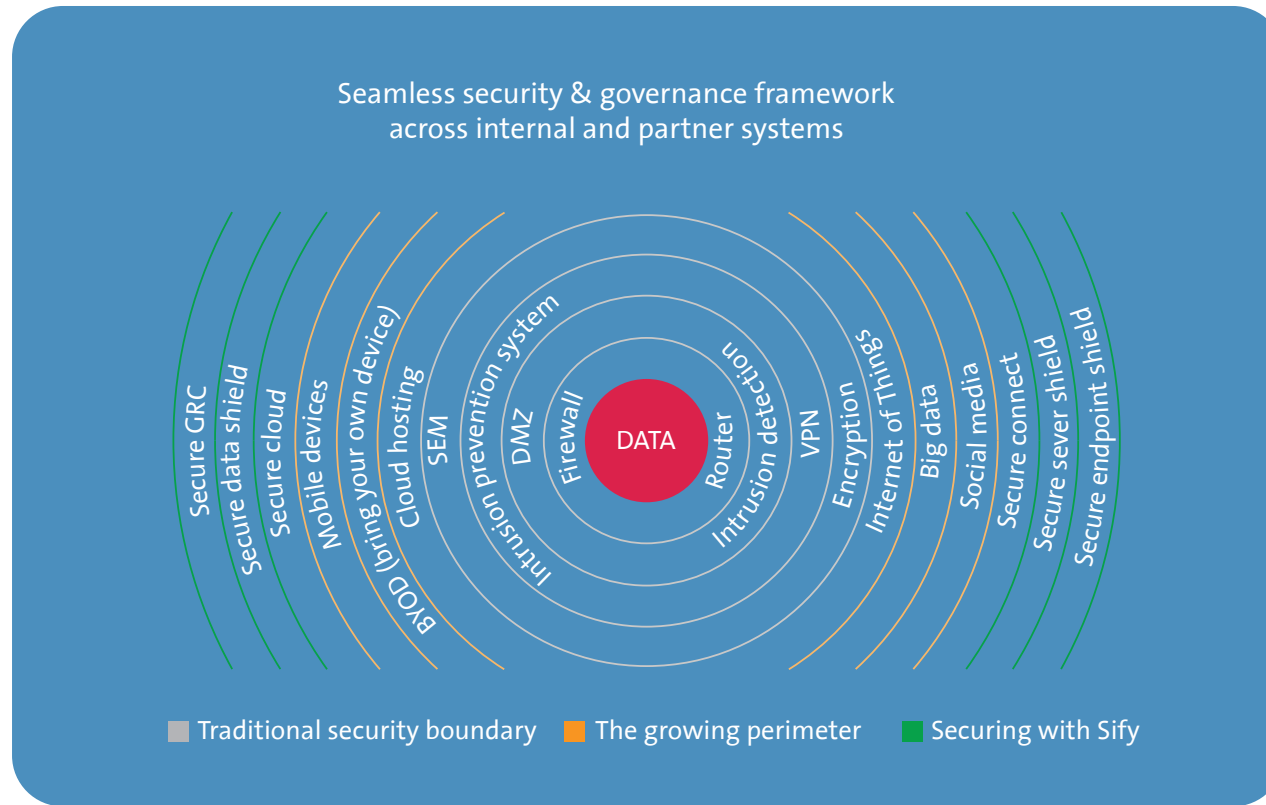 Seamless security & governance framework
across internal and partner systems
Secure GRC
Secure data shield
Secure cloud
Mobile devices
BYOD (bring your own device)
Cloud hosting
SEM
Intrusion prevention system
DMZ
Firewall
DATA
Router
Intrusion detection
VPN
Encryption
Internet of Things
Big data
Social media
Secure connect
Secure sever shield
Secure endpoint shield
Traditional security boundary
The growing perimeter
Securing with Sify